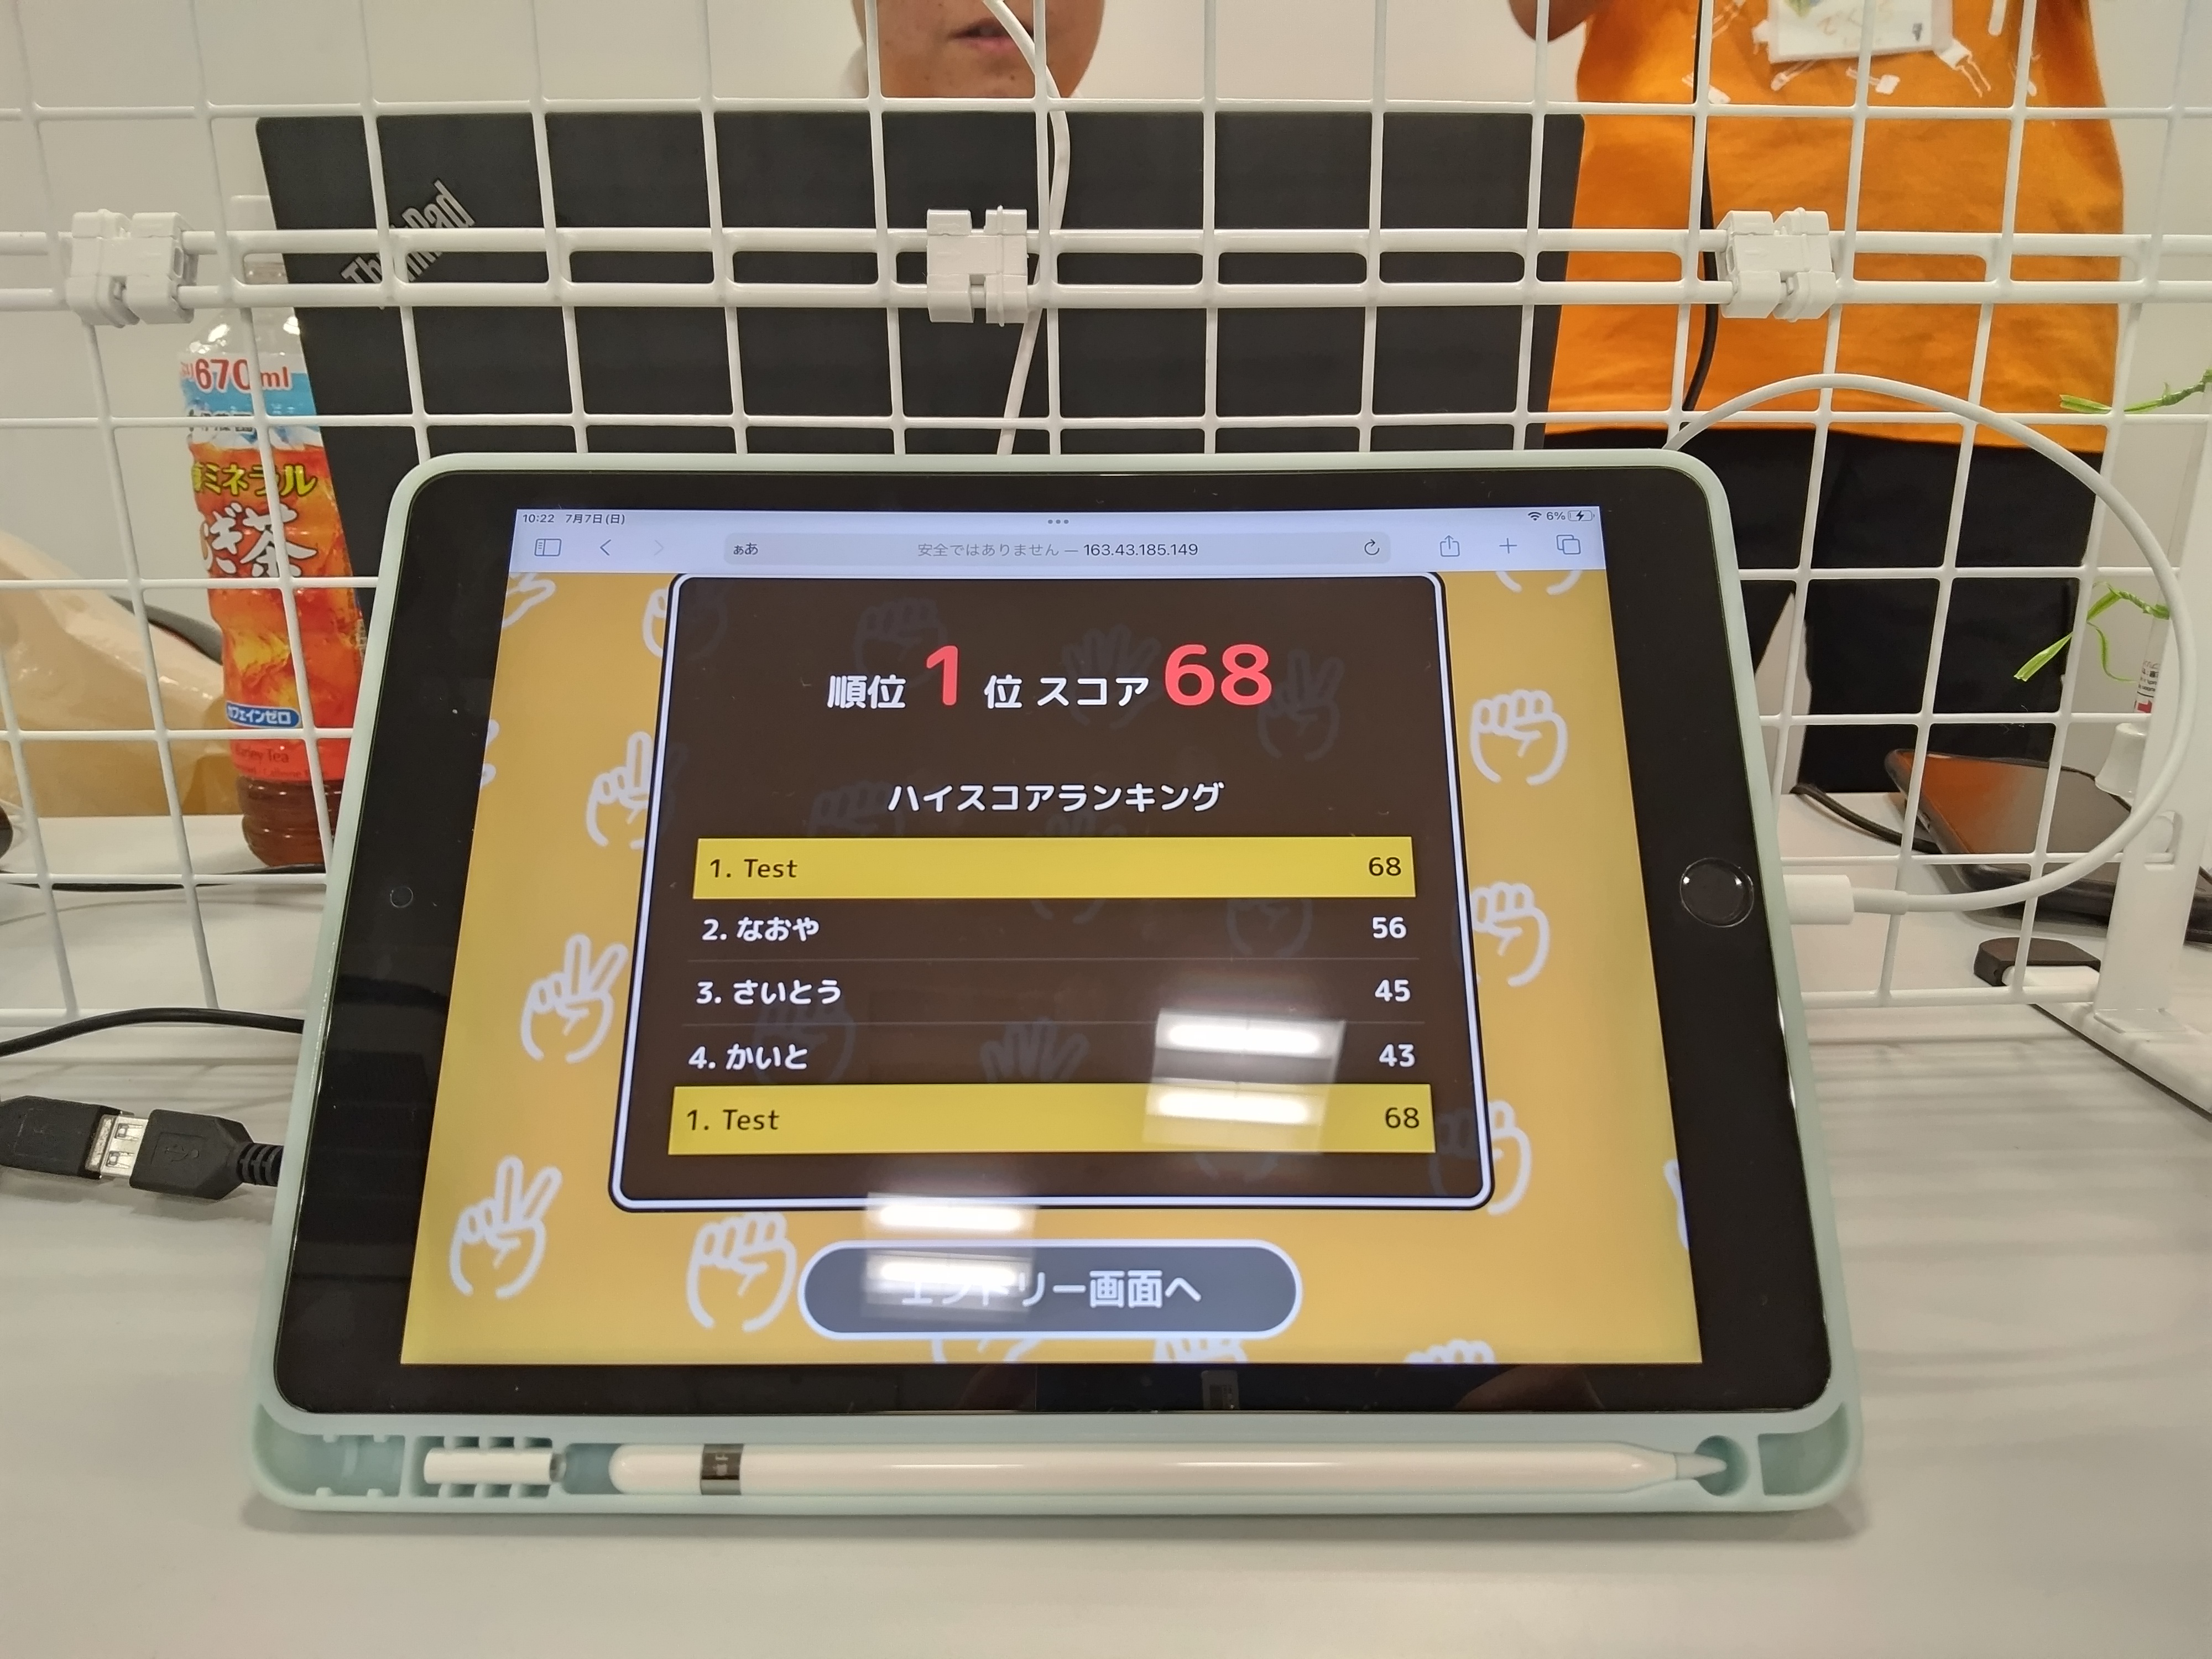 ThinkPad
670ml
ミネラル
ぎ茶
カフェインゼロ
Barley Tea
10:22 7月7日(日)
6%
ぁあ
安全ではありません — 163.43.185.149
順位 1 位 スコア 68
ハイスコアランキング
1. Test 68
2. なおや 56
3. さいとう 45
4. かいと 43
1. Test 68
エントリー画面へ